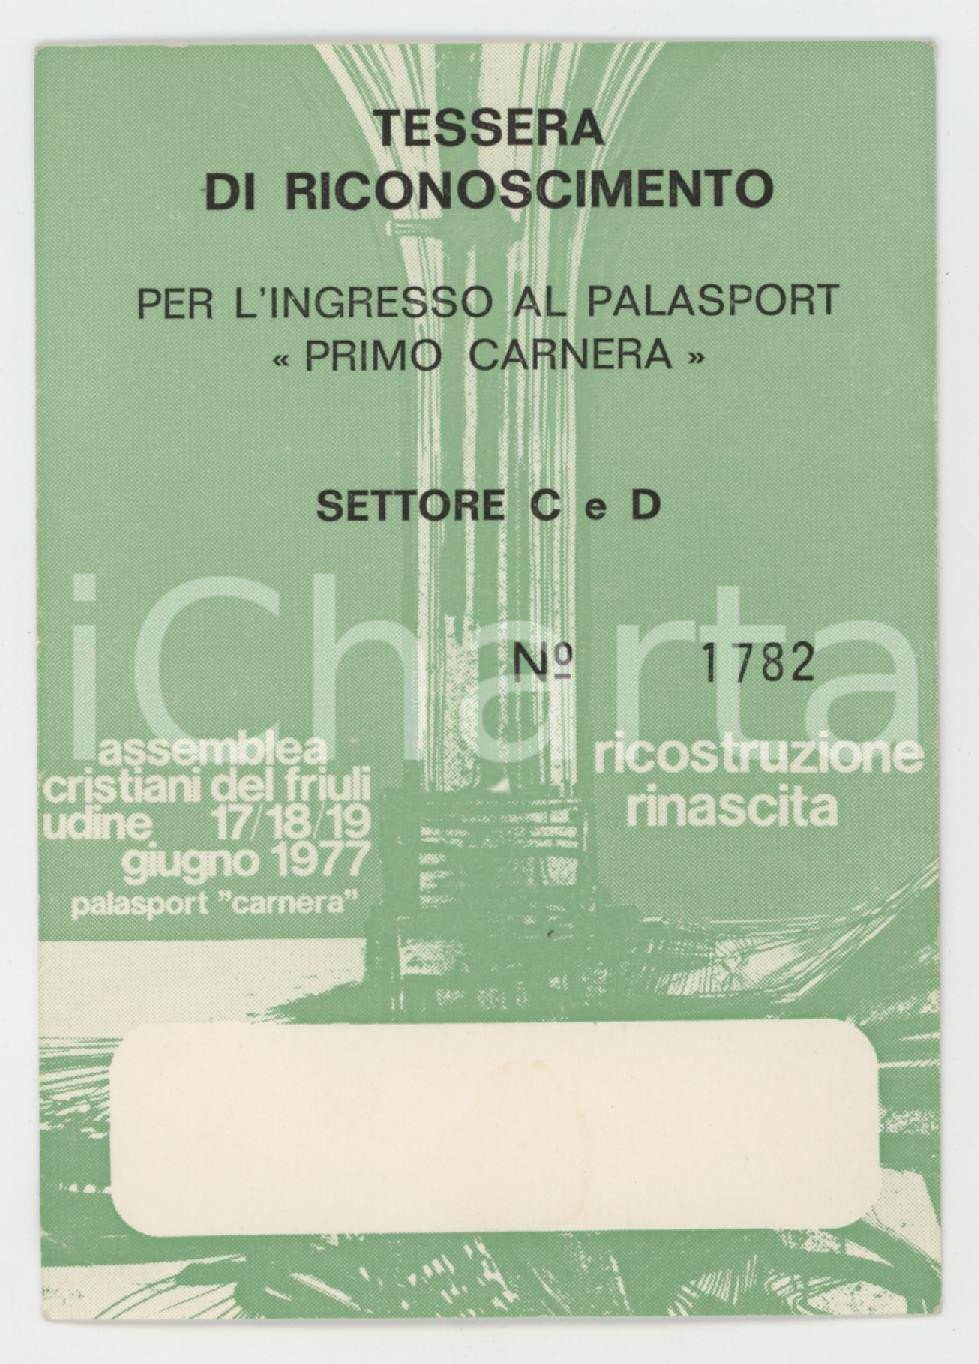 TESSERA
DI RICONOSCIMENTO
PER L'INGRESSO AL PALASPORT
« PRIMO CARNERA »
SETTORE C e D
iCharta
Nº 1782
assemblea
cristiani del friuli
udine 17/18/19
giugno 1977
palasport "carnera"
ricostruzione
rinascita